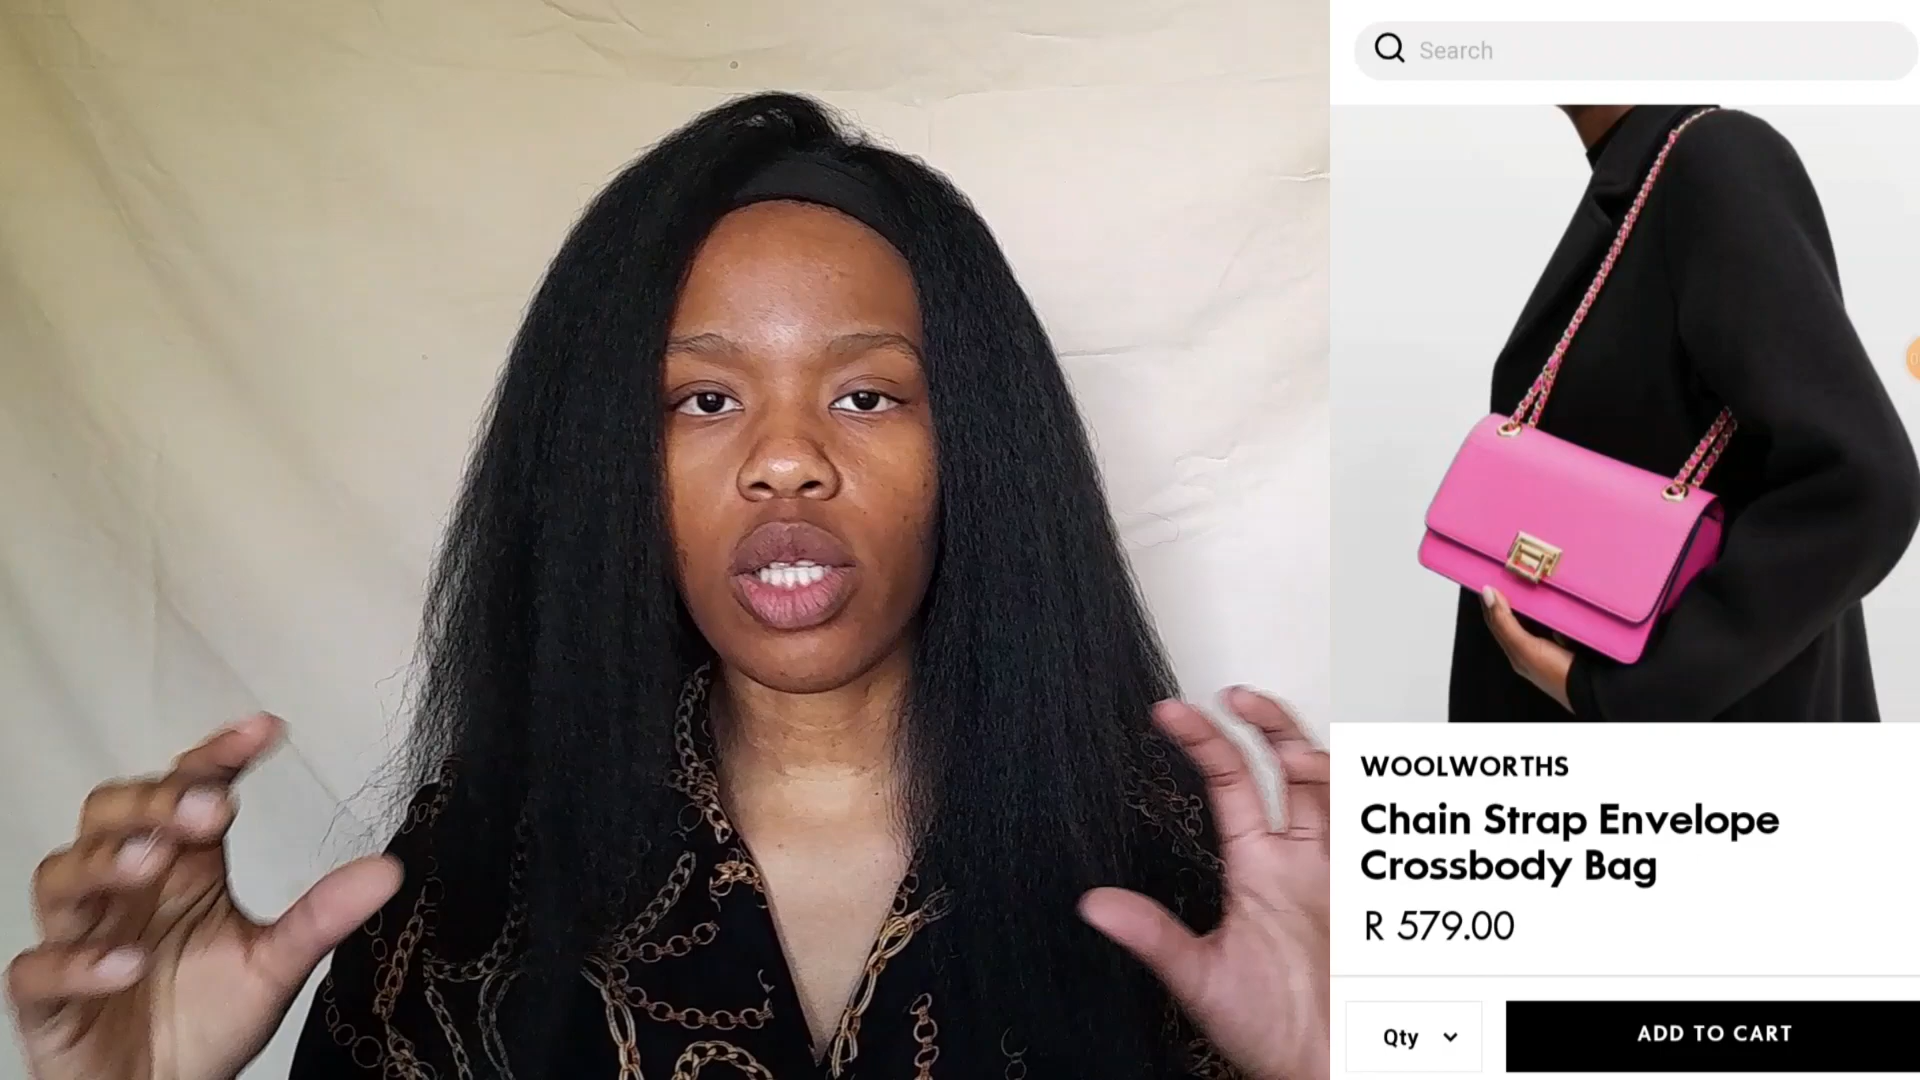 Search
WOOLWORTHS
Chain Strap Envelope
Crossbody Bag
R 579.00
Qty
ADD TO CART